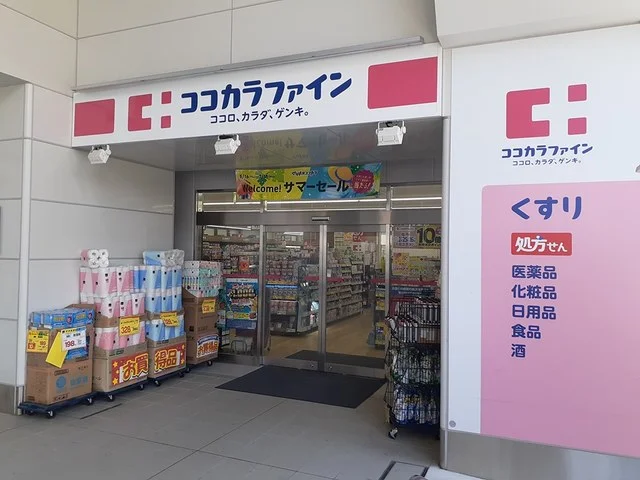 ココカラファイン
ココロ、カラダ、ゲンキ。
Welcome! サマーセール
ココカラファイン
ココロ、カラダ、ゲンキ。
くすり
処方せん
医薬品
化粧品
日用品
食品
酒
198
328
お買得品